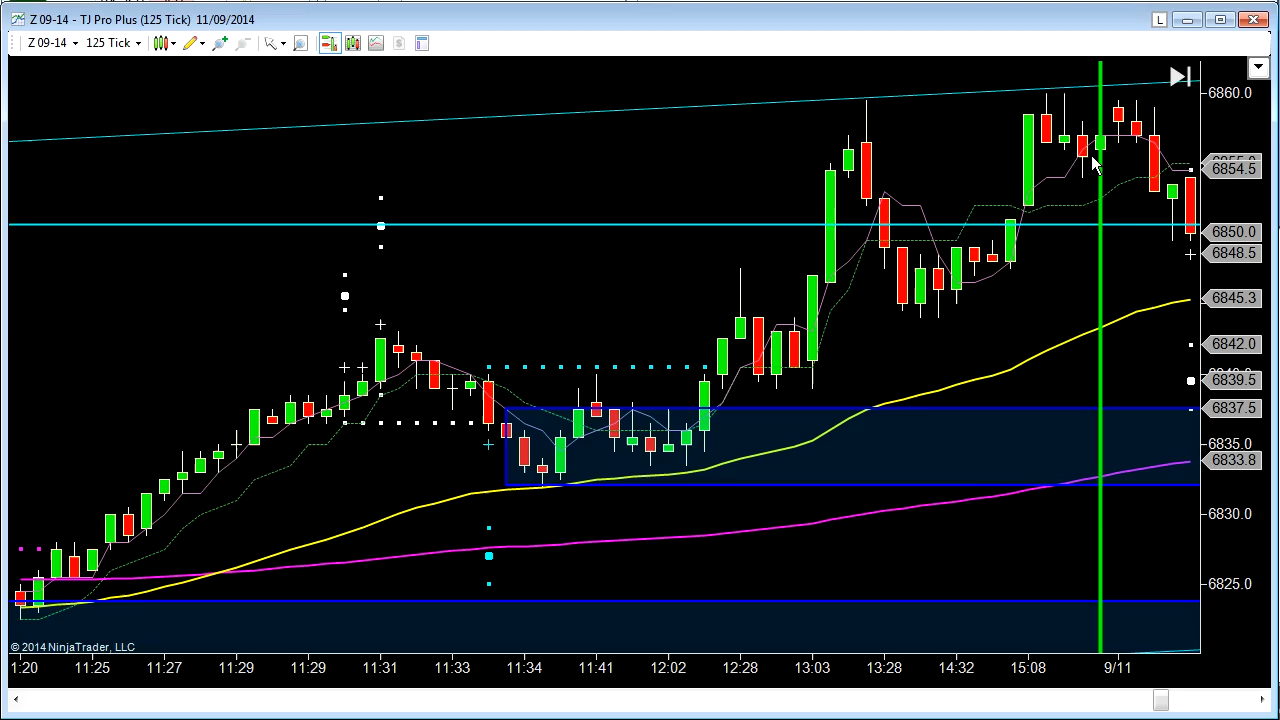 Z 09-14 - TJ Pro Plus (125 Tick) 11/09/2014
L
Z 09-14 125 Tick
$
6860.0
6854.5
6850.0
6848.5
6845.3
6842.0
6839.5
6837.5
6835.0
6833.8
6830.0
6825.0
© 2014 NinjaTrader, LLC
1:20 11:25 11:27 11:29 11:29 11:31 11:33 11:34 11:41 12:02 12:28 13:03 13:28 14:32 15:08 9/11